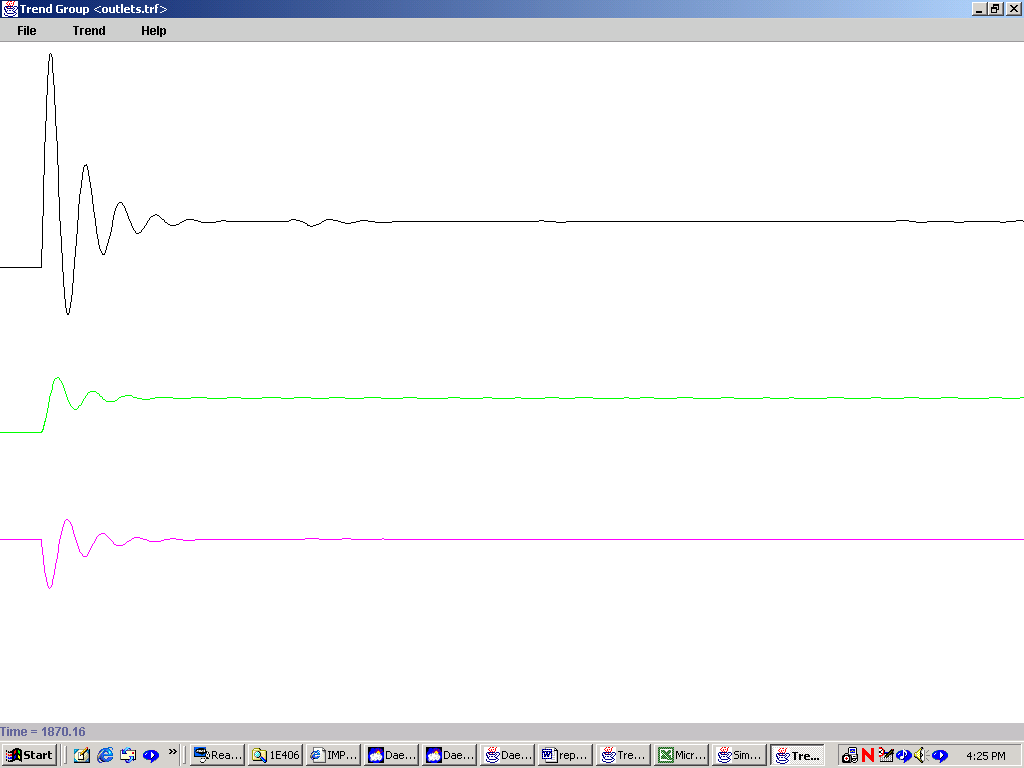 Trend Group <outlets.trf>
File Trend Help
Time = 1870.16
Start » Rea... 1E406 IMP... Dae... Dae... Dae... rep... Tre... Micr... Sim... Tre... N 4:25 PM